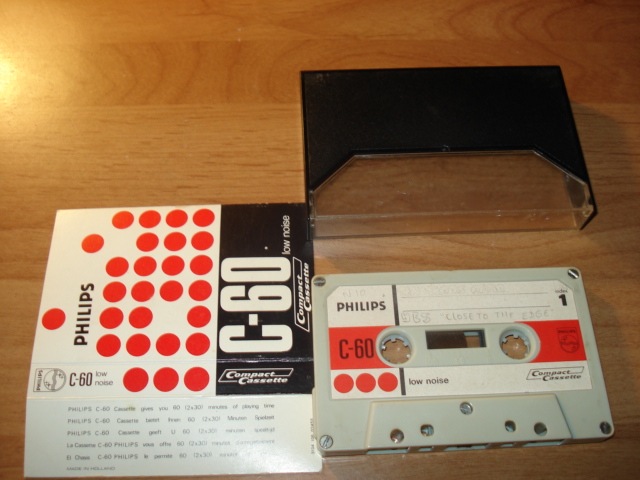 PHILIPS
C-60
low noise
Compact
Cassette
PHILIPS
C-60
low
noise
Compact
Cassette
PHILIPS C-60 Cassette gives you 60 (2x30) minutes of playing time
PHILIPS C-60 Cassette bietet Ihnen 60 (2x30) Minuten Spielzeit
PHILIPS C-60 Cassette geeft U 60 (2x30) minuten speeltijd
La Cassette C-60 PHILIPS vous offre 60 (2x30) minutes
El Chasis C-60 PHILIPS le permite 60 (2x30) minutos
MADE IN HOLLAND
PHILIPS
side
1
"CLOSE TO THE EDGE"
C-60
PHILIPS
low noise
Compact
Cassette